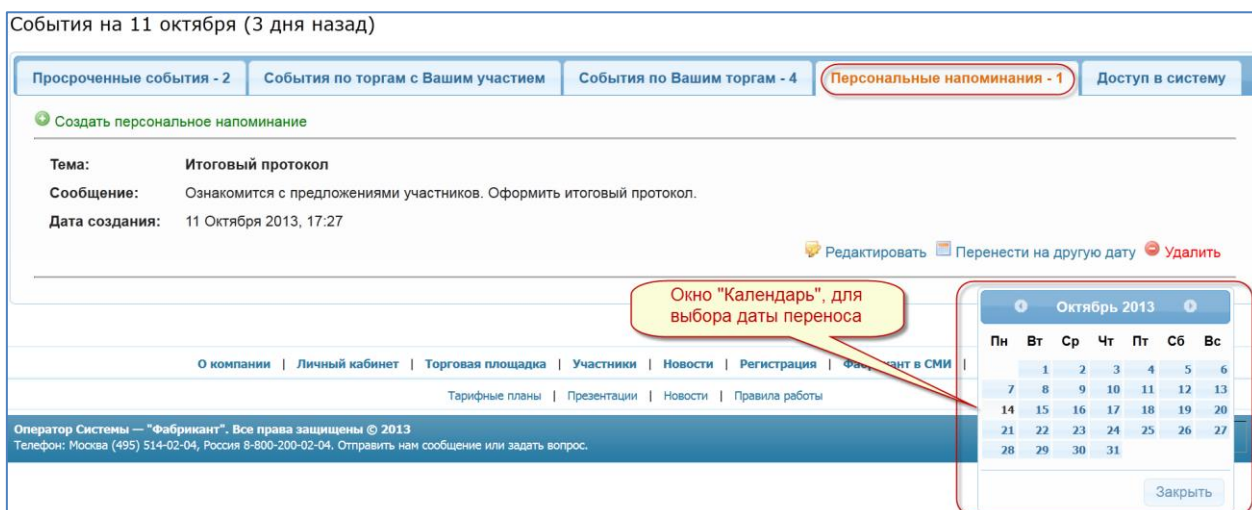 События на 11 октября (3 дня назад)
Просроченные события - 2 События по торгам с Вашим участием События по Вашим торгам - 4 Персональные напоминания - 1 Доступ в систему
Создать персональное напоминание
Тема: Итоговый протокол
Сообщение: Ознакомится с предложениями участников. Оформить итоговый протокол.
Дата создания: 11 Октября 2013, 17:27
Редактировать Перенести на другую дату Удалить
Окно "Календарь", для
выбора даты переноса
О компании | Личный кабинет | Торговая площадка | Участники | Новости | Регистрация | Фабрикант в СМИ |
Тарифные планы | Презентации | Новости | Правила работы
Оператор Системы — "Фабрикант". Все права защищены © 2013
Телефон: Москва (495) 514-02-04, Россия 8-800-200-02-04. Отправить нам сообщение или задать вопрос.
Октябрь 2013
Пн Вт Ср Чт Пт Сб Вс
1 2 3 4 5 6
7 8 9 10 11 12 13
14 15 16 17 18 19 20
21 22 23 24 25 26 27
28 29 30 31
Закрыть